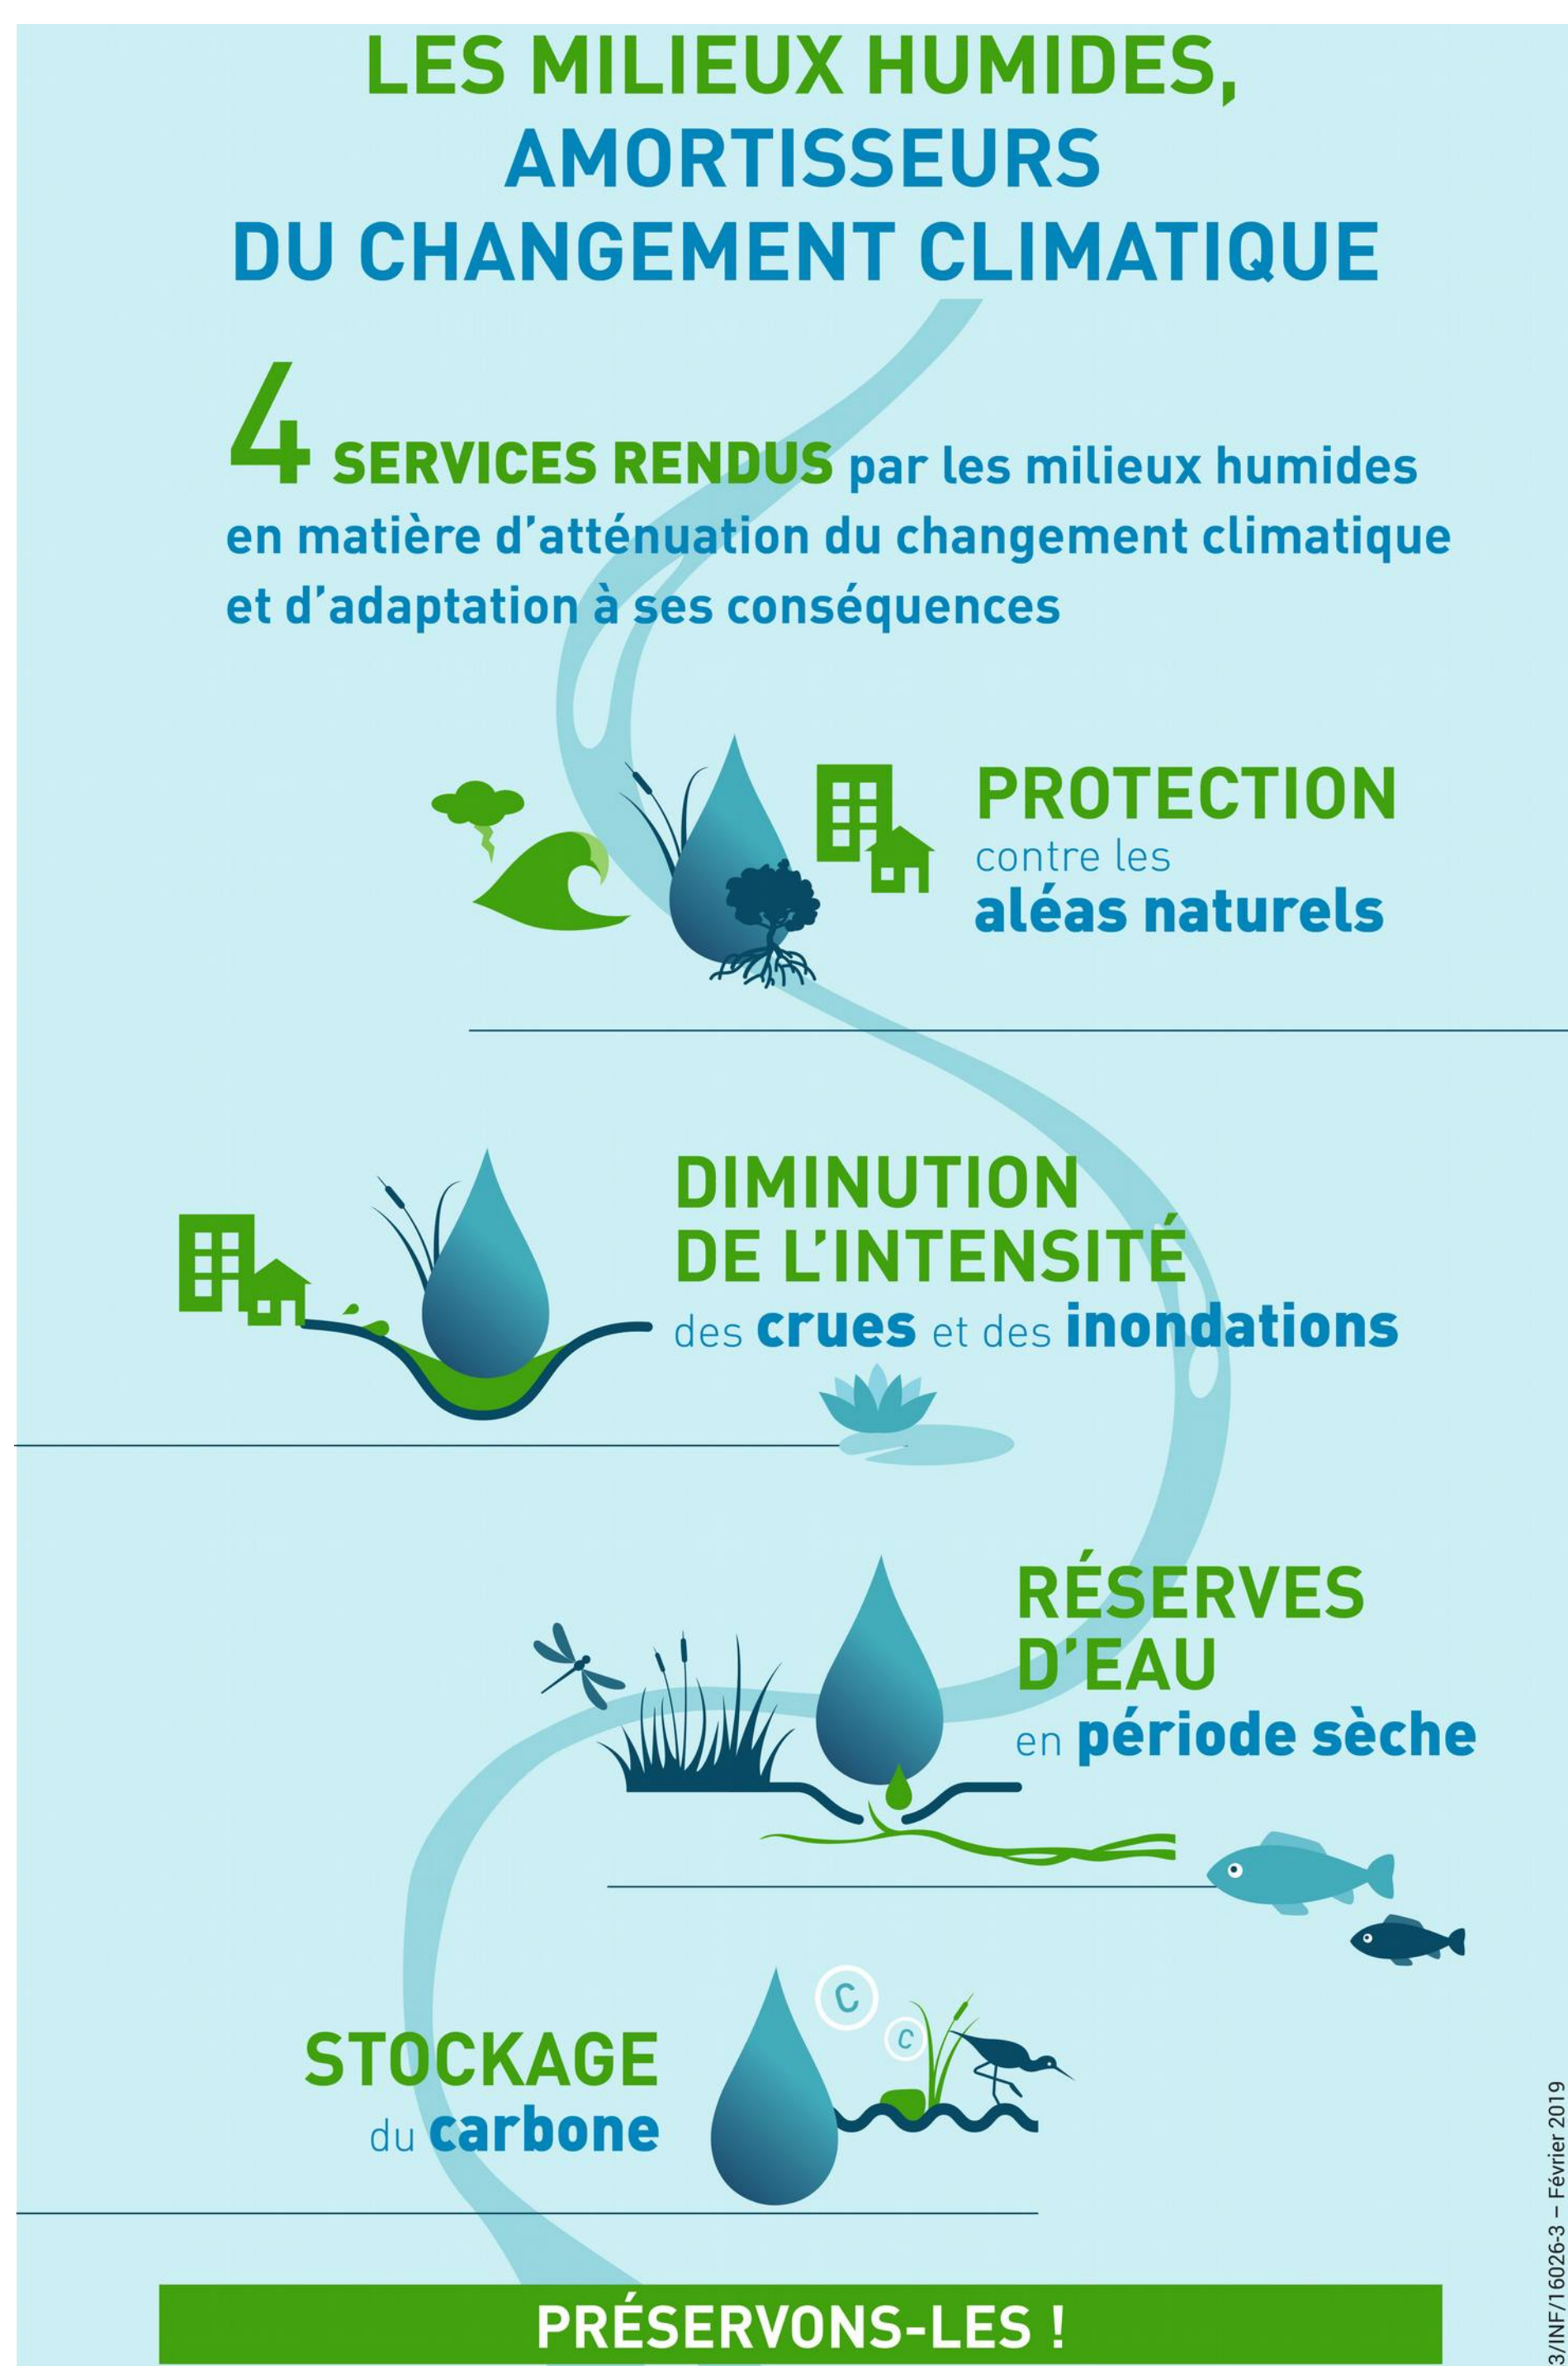 LES MILIEUX HUMIDES,
AMORTISSEURS
DU CHANGEMENT CLIMATIQUE
4 SERVICES RENDUS par les milieux humides
en matière d'atténuation du changement climatique
et d'adaptation à ses conséquences
PROTECTION
contre les
aléas naturels
DIMINUTION
DE L'INTENSITÉ
des crues et des inondations
RÉSERVES
D'EAU
en période sèche
C
C
STOCKAGE
du carbone
PRÉSERVONS-LES !
3/INF/16026-3 – Février 2019